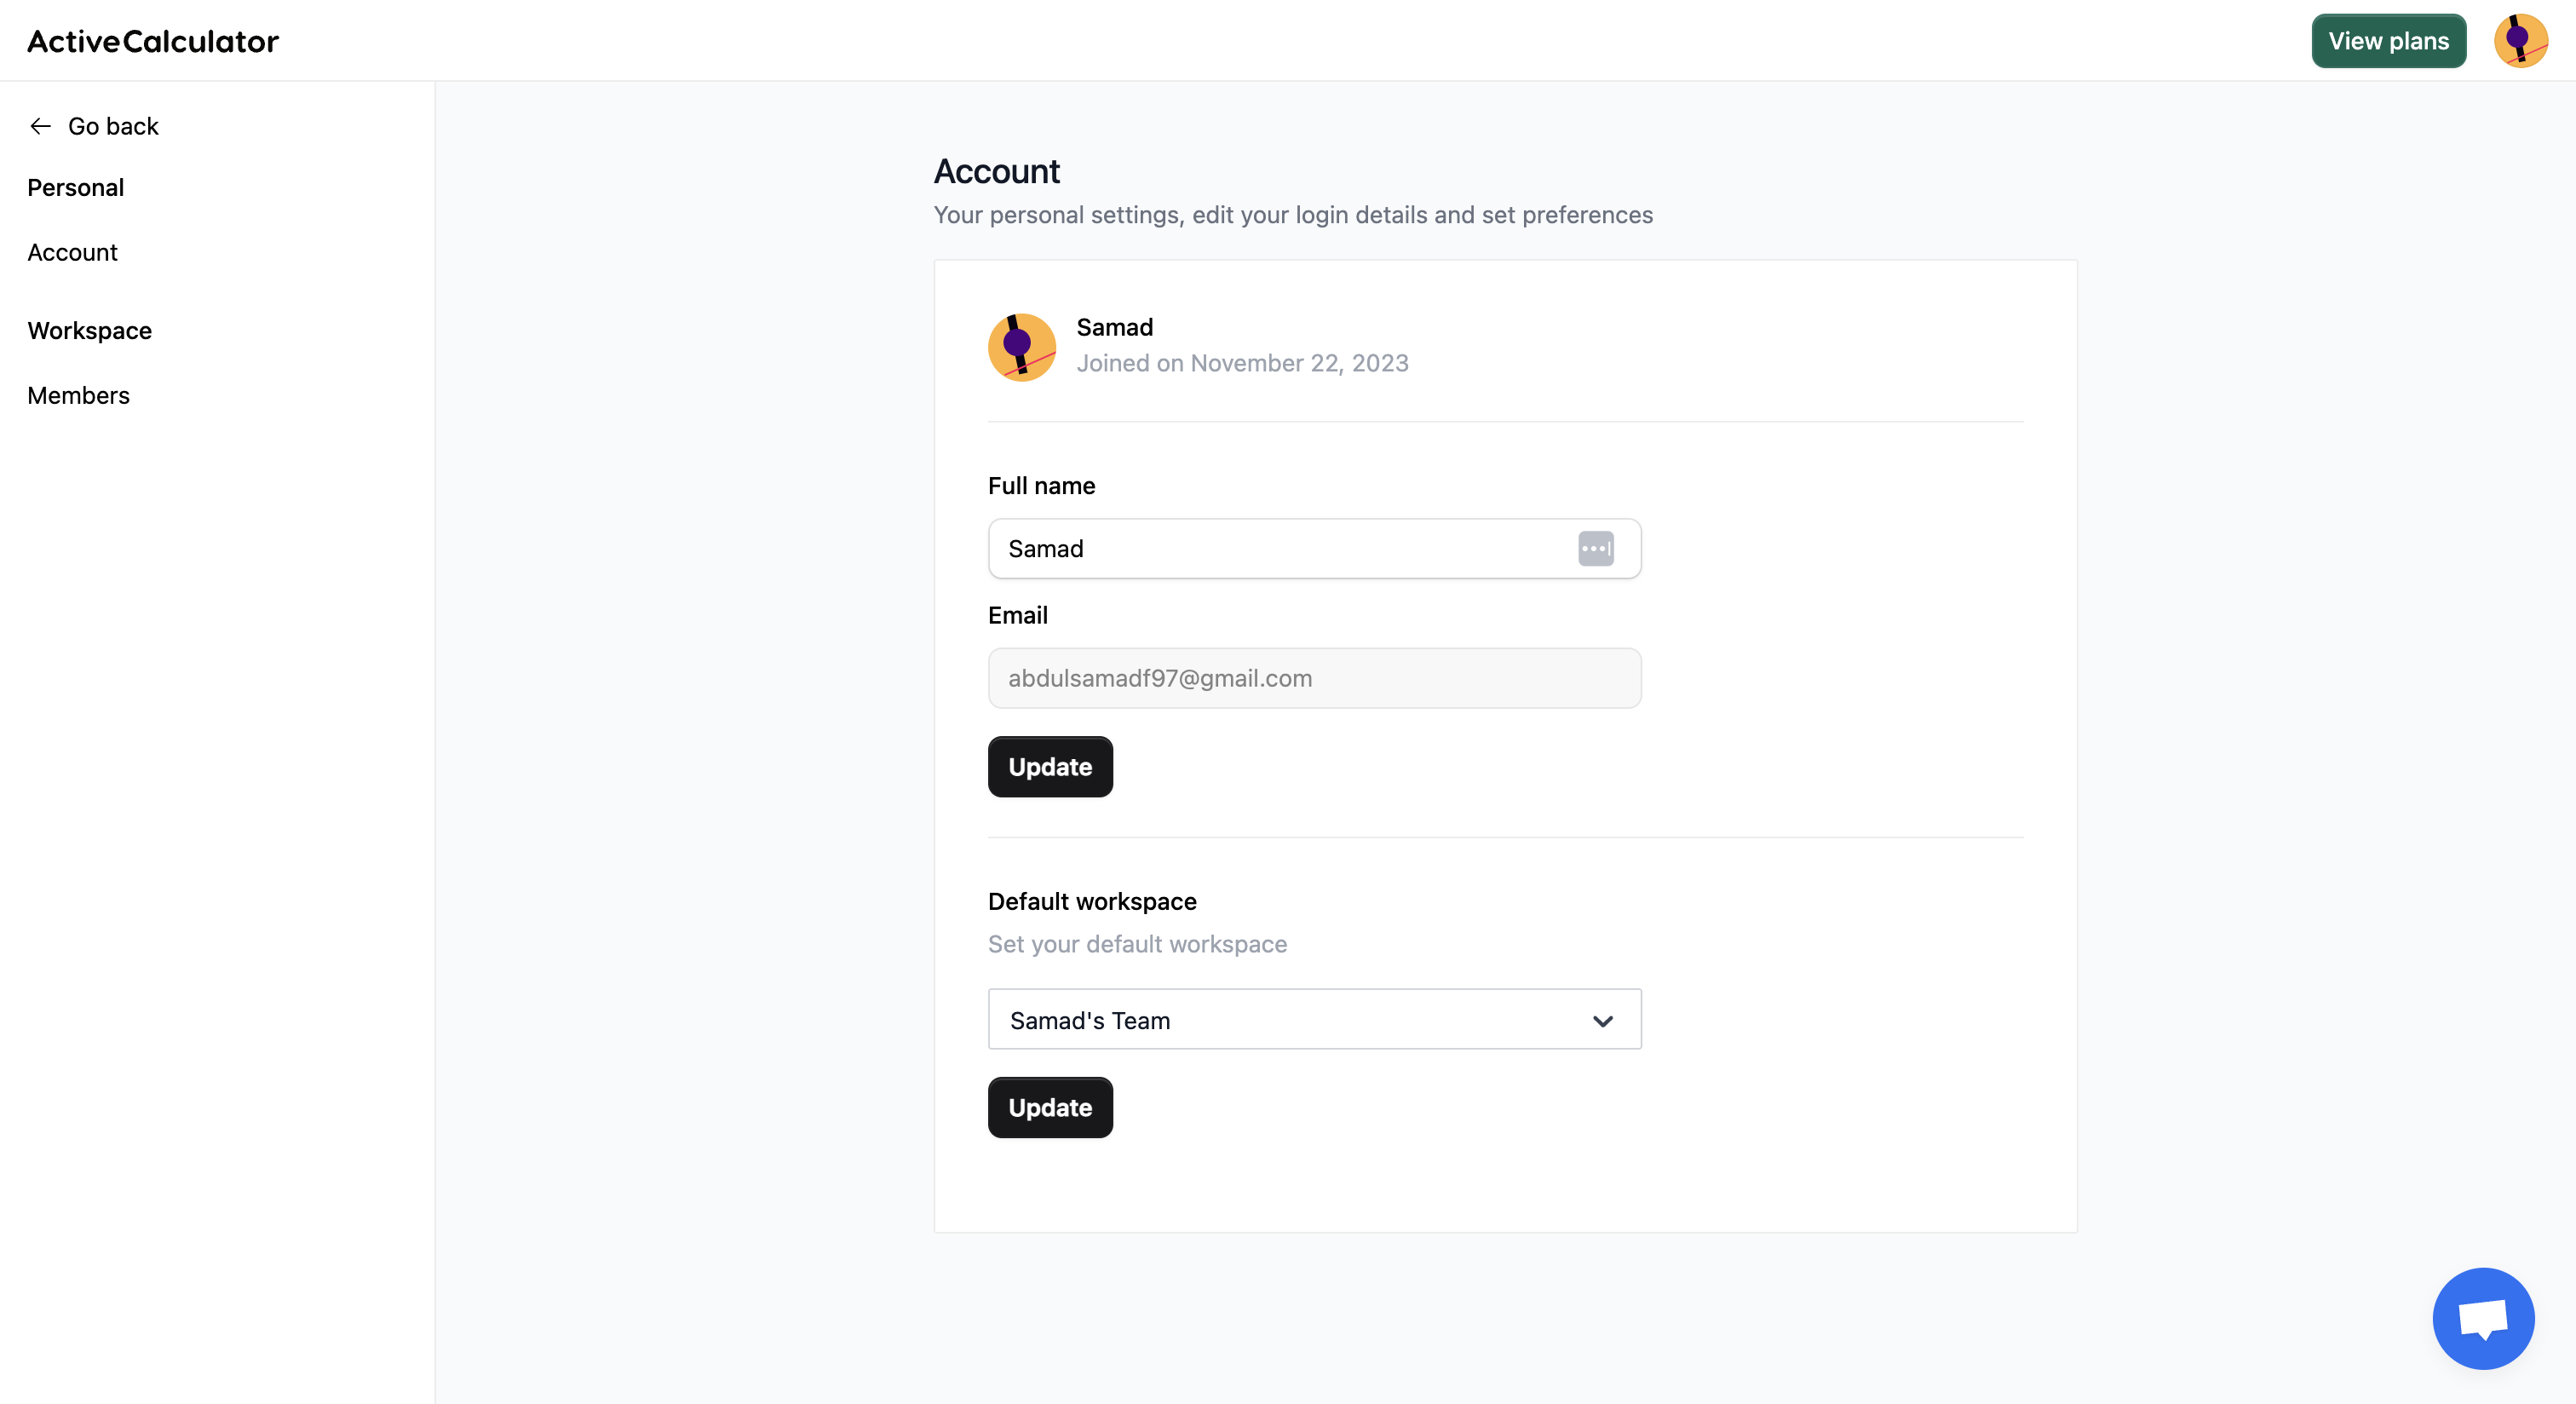 ActiveCalculator
View plans
Go back
Personal
Account
Workspace
Members
Account
Your personal settings, edit your login details and set preferences
Samad
Joined on November 22, 2023
Full name
Samad
Email
abdulsamadf97@gmail.com
Update
Default workspace
Set your default workspace
Samad's Team
Update